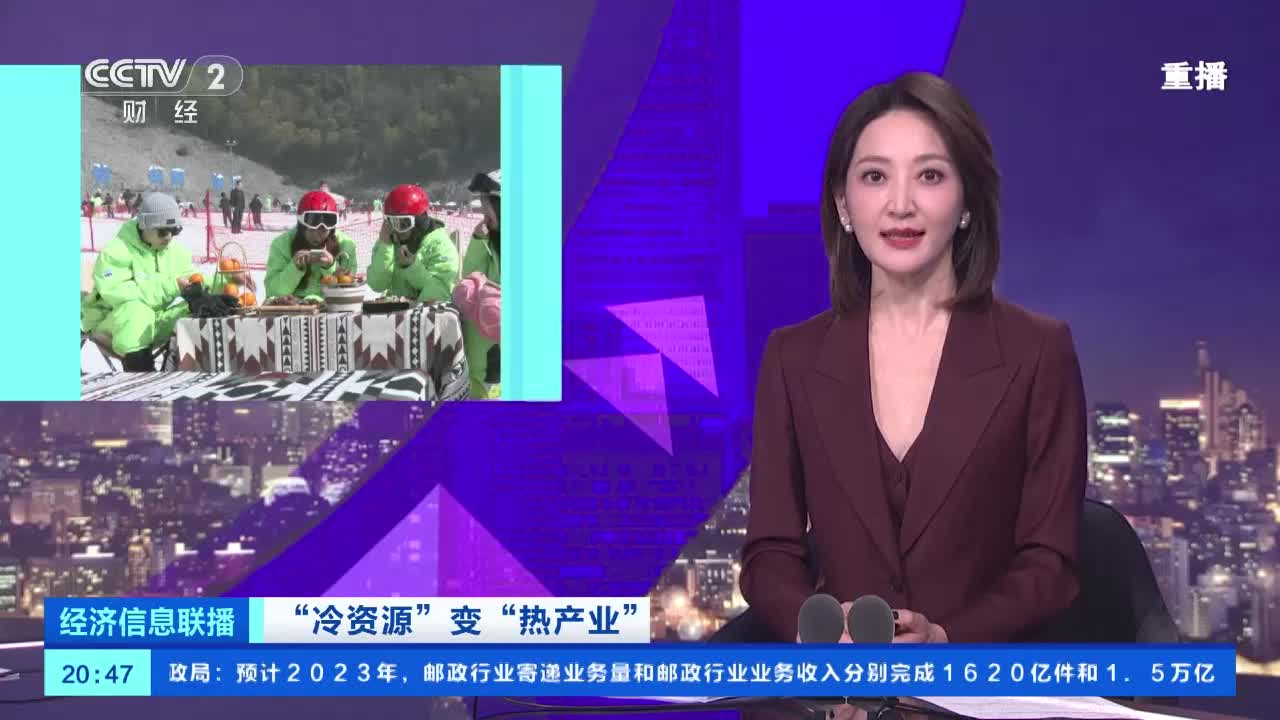 CCTV 2
财 经
重播
经济信息联播
“冷资源”变“热产业”
20:47
政局：预计2023年，邮政行业寄递业务量和邮政行业业务收入分别完成1620亿件和1.5万亿